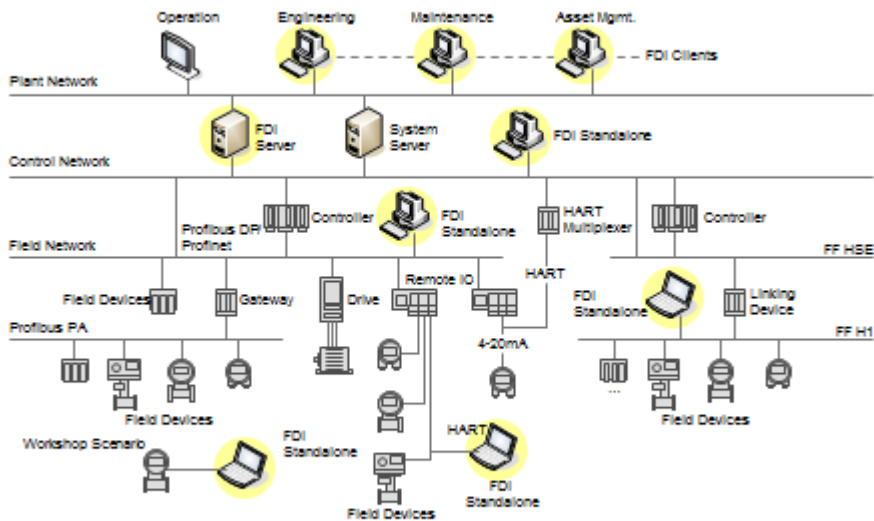 Operation
Engineering
Maintenance
Asset Mgmt.
FDI Clients
Plant Network
FDI
Server
System
Server
FDI Standalone
Control Network
Profibus DP/
Profinet
Controller
FDI
Standalone
HART
Multiplexer
Controller
Field Network
FF HSE
Field Devices
Gateway
Drive
Remote IO
HART
FDI
Standalone
Linking
Device
Profibus PA
FF H1
4-20mA
...
Field Devices
Field Devices
Workshop Scenario
FDI
Standalone
HART
FDI
Standalone
Field Devices